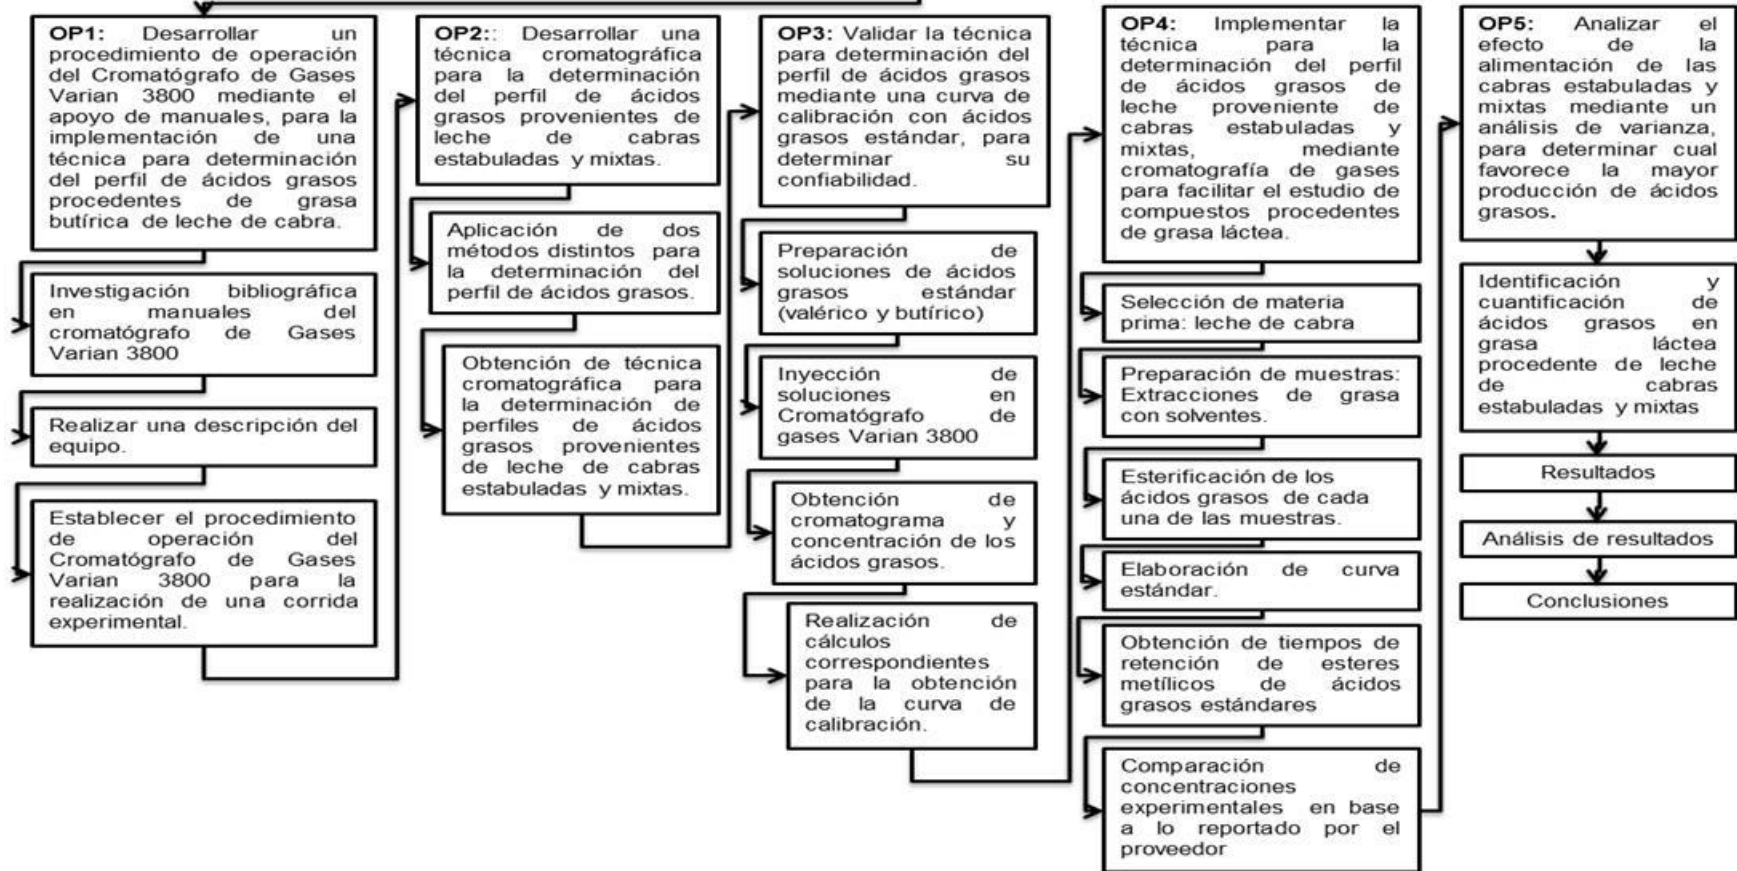 OP1: Desarrollar un
procedimiento de operación
del Cromatógrafo de Gases
Varian 3800 mediante el
apoyo de manuales, para la
implementación de una
técnica para determinación
del perfil de ácidos grasos
procedentes de grasa
butírica de leche de cabra.
Investigación bibliográfica
en manuales del
cromatógrafo de Gases
Varian 3800
Realizar una descripción del
equipo.
Establecer el procedimiento
de operación del
Cromatógrafo de Gases
Varian 3800 para la
realización de una corrida
experimental.
OP2:: Desarrollar una
técnica cromatográfica
para la determinación
del perfil de ácidos
grasos provenientes de
leche de cabras
estabuladas y mixtas.
Aplicación de dos
métodos distintos para
la determinación del
perfil de ácidos grasos.
Obtención de técnica
cromatográfica para
la determinación de
perfiles de ácidos
grasos provenientes
de leche de cabras
estabuladas y mixtas.
OP3: Validar la técnica
para determinación del
perfil de ácidos grasos
mediante una curva de
calibración con ácidos
grasos estándar, para
determinar su
confiabilidad.
Preparación de
soluciones de ácidos
grasos estándar
(valérico y butírico)
Inyección de
soluciones en
Cromatógrafo de
gases Varian 3800
Obtención de
cromatograma y
concentración de los
ácidos grasos.
Realización de
cálculos
correspondientes
para la obtención
de la curva de
calibración.
OP4: Implementar la
técnica para la
determinación del perfil
de ácidos grasos de
leche proveniente de
cabras estabuladas y
mixtas, mediante
cromatografía de gases
para facilitar el estudio de
compuestos procedentes
de grasa láctea.
Selección de materia
prima: leche de cabra
Preparación de muestras:
Extracciones de grasa
con solventes.
Esterificación de los
ácidos grasos de cada
una de las muestras.
Elaboración de curva
estándar.
Obtención de tiempos de
retención de esteres
metílicos de ácidos
grasos estándares
Comparación de
concentraciones
experimentales en base
a lo reportado por el
proveedor
OP5: Analizar el
efecto de la
alimentación de las
cabras estabuladas y
mixtas mediante un
análisis de varianza,
para determinar cual
favorece la mayor
producción de ácidos
grasos.
Identificación y
cuantificación de
ácidos grasos en
grasa láctea
procedente de leche
de cabras
estabuladas y mixtas
Resultados
Análisis de resultados
Conclusiones